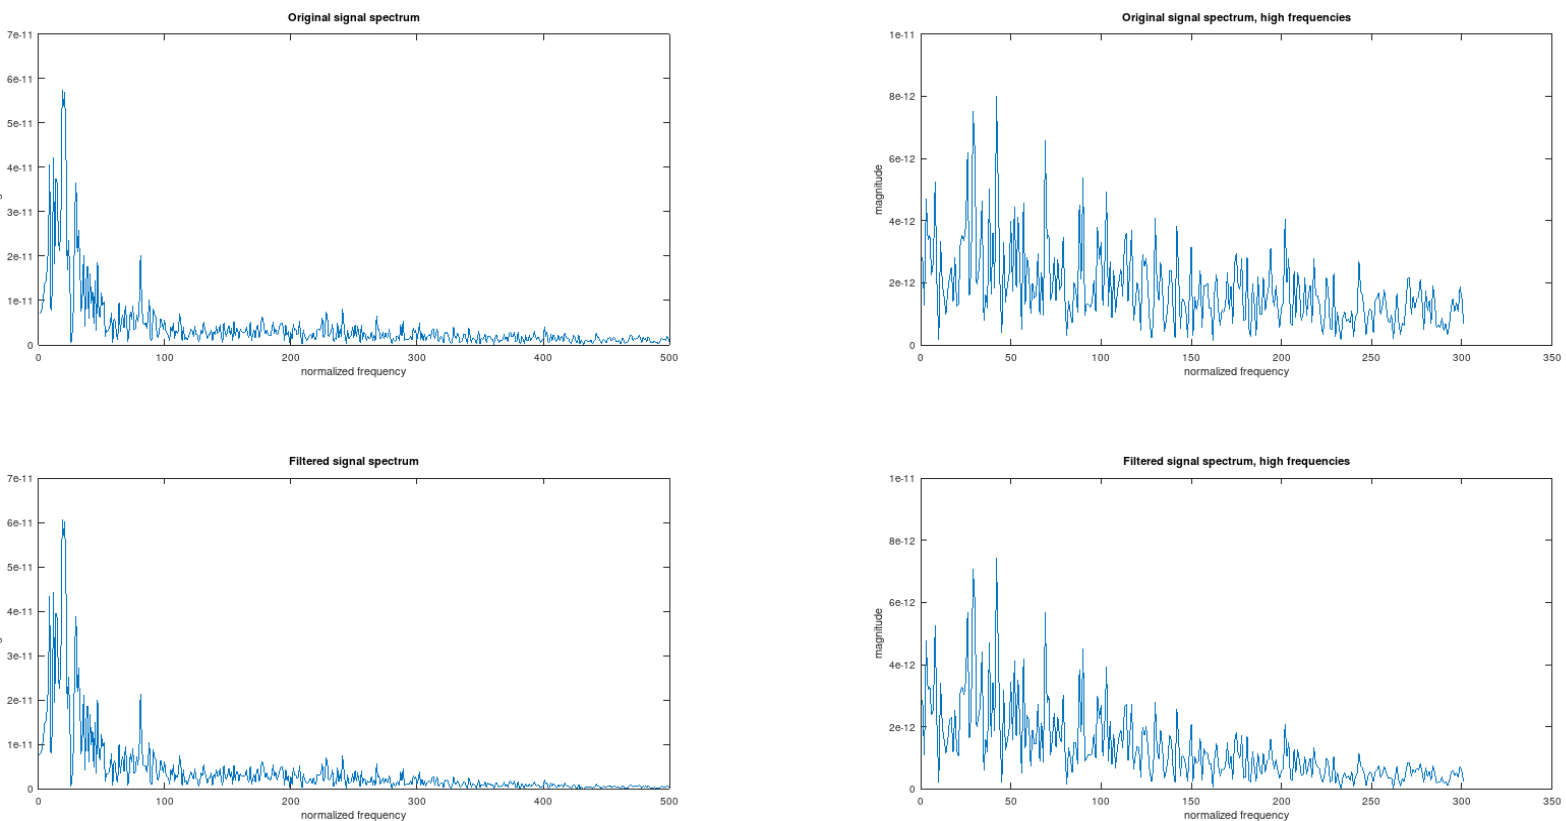 Original signal spectrum
7e-11
6e-11
5e-11
4e-11
3e-11
2e-11
1e-11
0
0 100 200 300 400 500
normalized frequency
Original signal spectrum, high frequencies
magnitude
1e-11
8e-12
6e-12
4e-12
2e-12
0
0 50 100 150 200 250 300 350
normalized frequency
Filtered signal spectrum
7e-11
6e-11
5e-11
4e-11
3e-11
2e-11
1e-11
0
0 100 200 300 400 500
normalized frequency
Filtered signal spectrum, high frequencies
magnitude
1e-11
8e-12
6e-12
4e-12
2e-12
0
0 50 100 150 200 250 300 350
normalized frequency